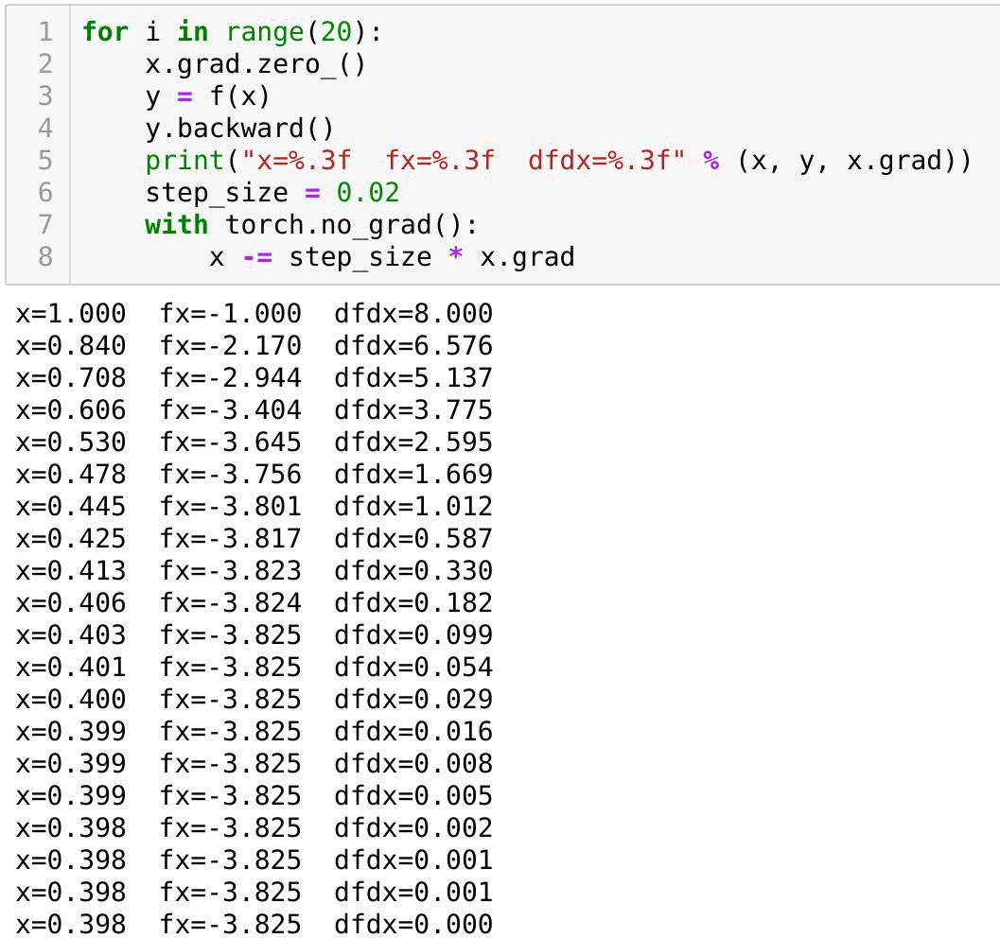 1 for i in range(20):
2     x.grad.zero_()
3     y = f(x)
4     y.backward()
5     print("x=%.3f  fx=%.3f  dfdx=%.3f" % (x, y, x.grad))
6     step_size = 0.02
7     with torch.no_grad():
8         x -= step_size * x.grad
x=1.000  fx=-1.000  dfdx=8.000
x=0.840  fx=-2.170  dfdx=6.576
x=0.708  fx=-2.944  dfdx=5.137
x=0.606  fx=-3.404  dfdx=3.775
x=0.530  fx=-3.645  dfdx=2.595
x=0.478  fx=-3.756  dfdx=1.669
x=0.445  fx=-3.801  dfdx=1.012
x=0.425  fx=-3.817  dfdx=0.587
x=0.413  fx=-3.823  dfdx=0.330
x=0.406  fx=-3.824  dfdx=0.182
x=0.403  fx=-3.825  dfdx=0.099
x=0.401  fx=-3.825  dfdx=0.054
x=0.400  fx=-3.825  dfdx=0.029
x=0.399  fx=-3.825  dfdx=0.016
x=0.399  fx=-3.825  dfdx=0.008
x=0.399  fx=-3.825  dfdx=0.005
x=0.398  fx=-3.825  dfdx=0.002
x=0.398  fx=-3.825  dfdx=0.001
x=0.398  fx=-3.825  dfdx=0.001
x=0.398  fx=-3.825  dfdx=0.000